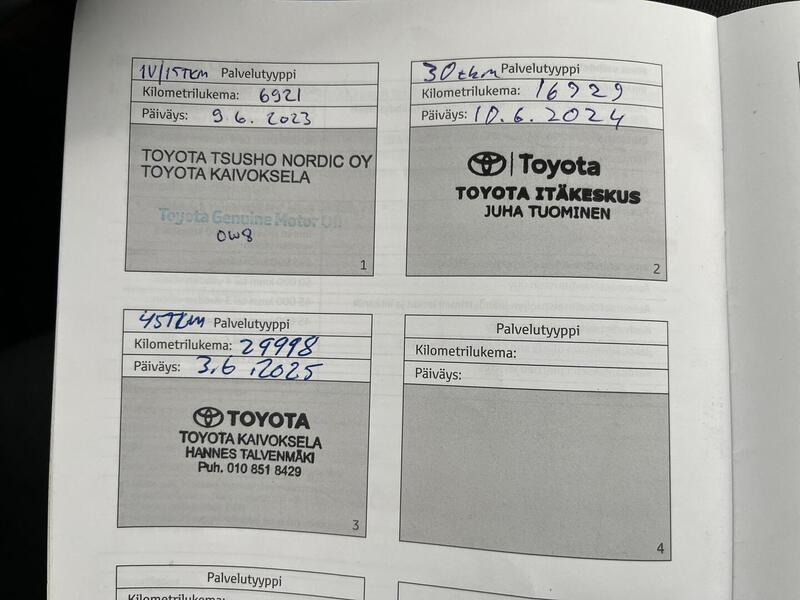 1V/15TKM Palvelutyyppi
Kilometrilukema: 6921
Päiväys: 9.6.2023
TOYOTA TSUSHO NORDIC OY
TOYOTA KAIVOKSELA
Toyota Genuine Motor Oil
0W8
1
30tkm Palvelutyyppi
Kilometrilukema: 16929
Päiväys: 10.6.2024
Toyota
TOYOTA ITÄKESKUS
JUHA TUOMINEN
2
45TKM Palvelutyyppi
Kilometrilukema: 29998
Päiväys: 3.6.2025
TOYOTA
TOYOTA KAIVOKSELA
HANNES TALVENMÄKI
Puh. 010 851 8429
3
Palvelutyyppi
Kilometrilukema:
Päiväys:
4
Palvelutyyppi
Kilometrilukema: